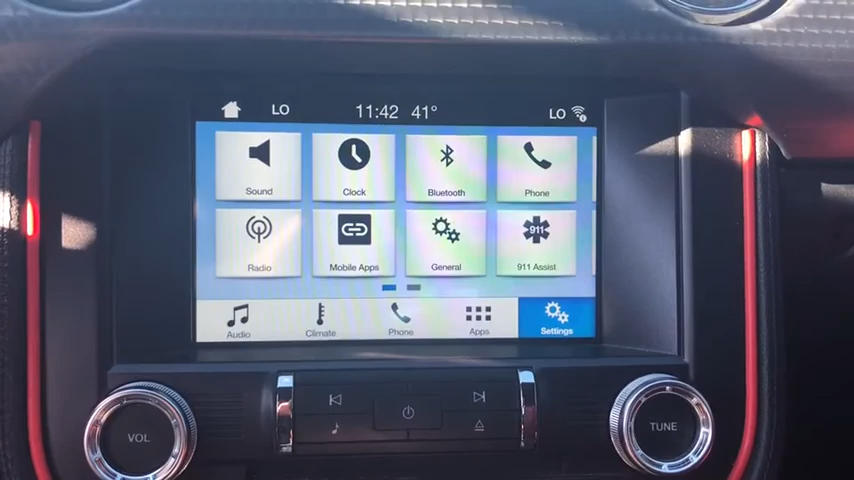 LO 11:42 41° LO
Sound Clock Bluetooth Phone
911
Radio Mobile Apps General 911 Assist
Audio Climate Phone Apps Settings
VOL TUNE